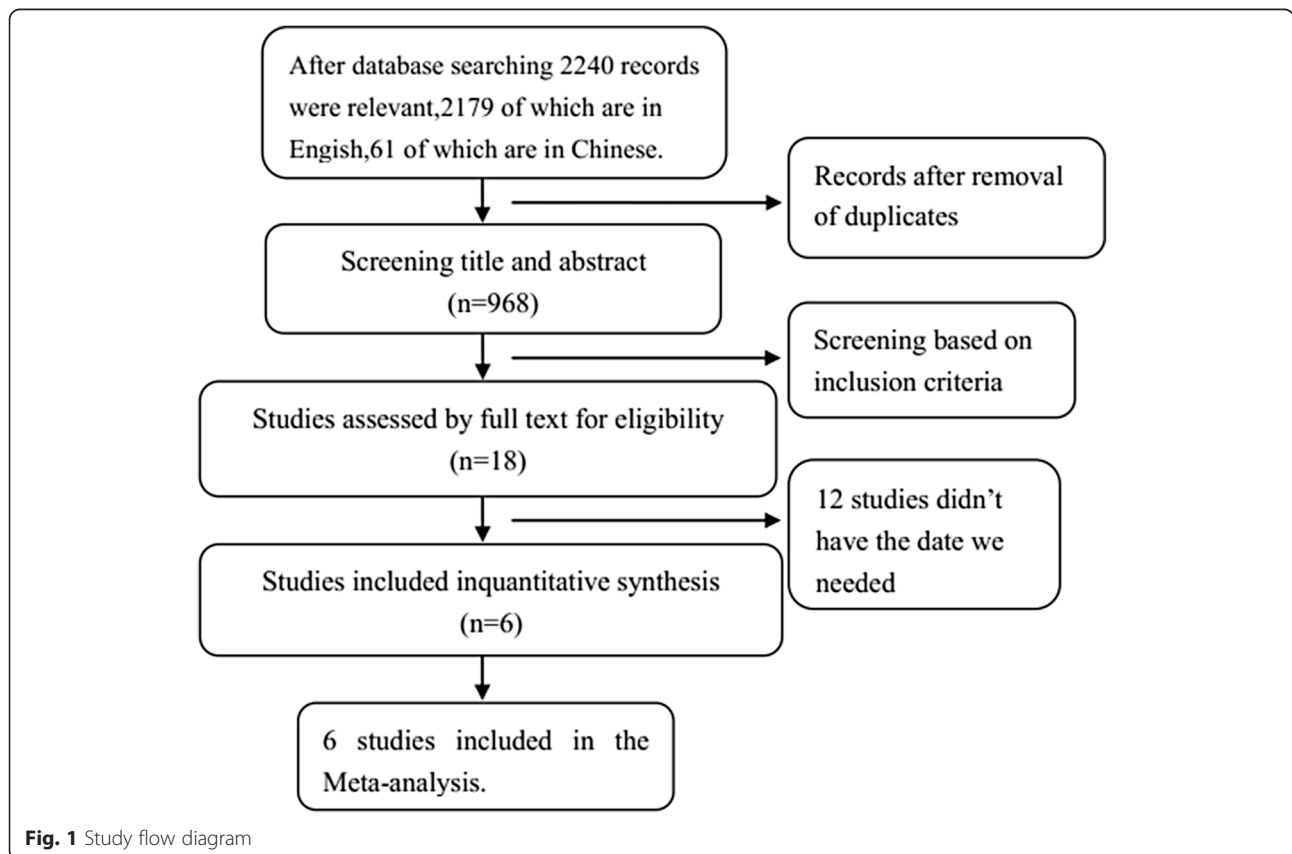 After database searching 2240 records
were relevant,2179 of which are in
Engish,61 of which are in Chinese.
Records after removal
of duplicates
Screening title and abstract
(n=968)
Screening based on
inclusion criteria
Studies assessed by full text for eligibility
(n=18)
12 studies didn't
have the date we
needed
Studies included inquantitative synthesis
(n=6)
6 studies included in the
Meta-analysis.
Fig. 1 Study flow diagram